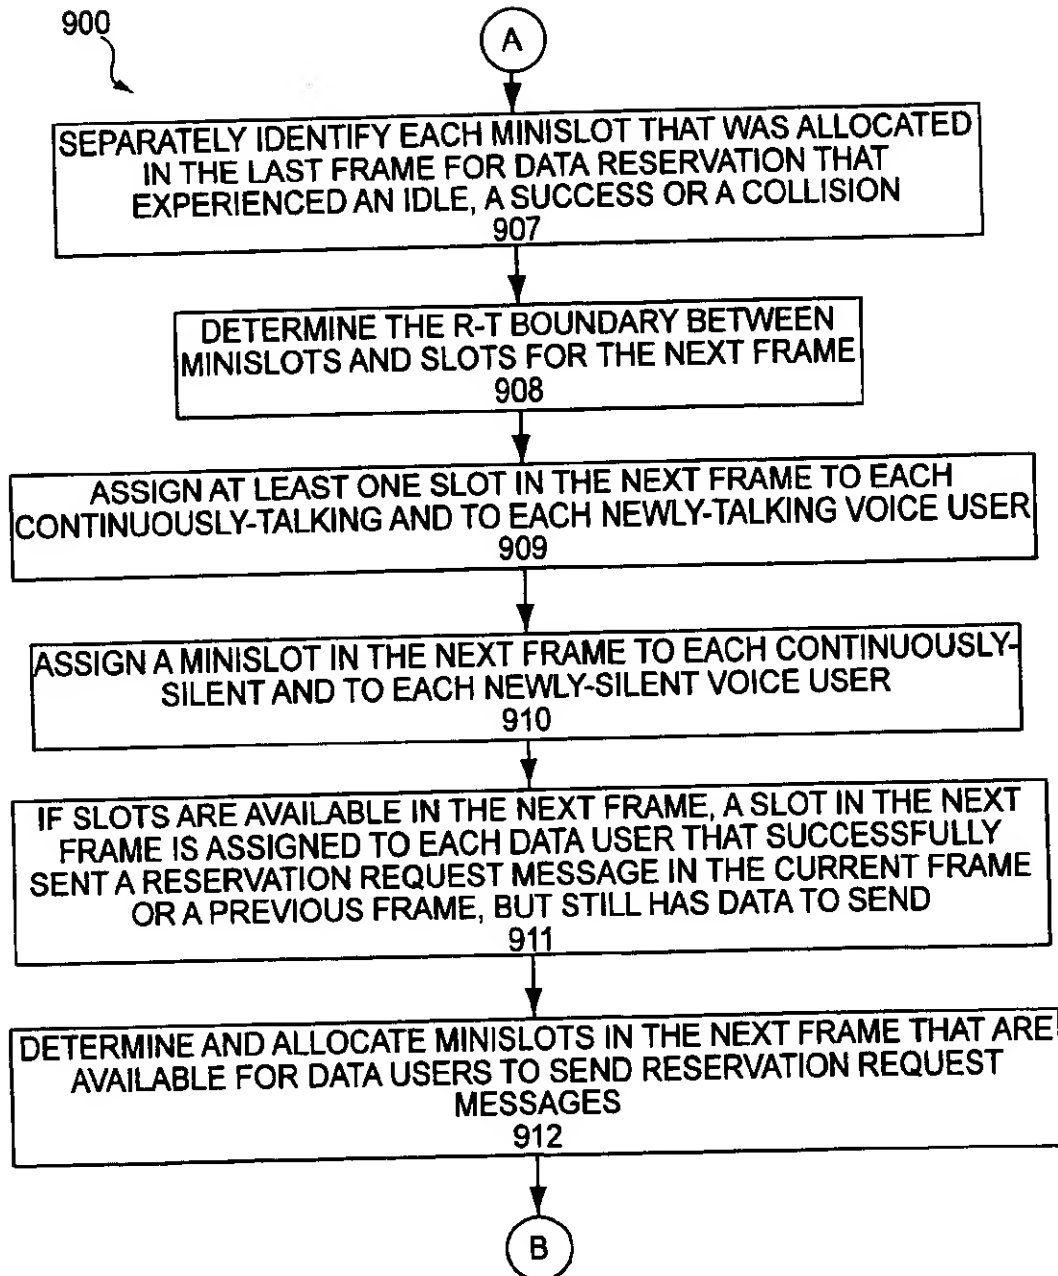 900
A
SEPARATELY IDENTIFY EACH MINISLOT THAT WAS ALLOCATED
IN THE LAST FRAME FOR DATA RESERVATION THAT
EXPERIENCED AN IDLE, A SUCCESS OR A COLLISION
907
DETERMINE THE R-T BOUNDARY BETWEEN
MINISLOTS AND SLOTS FOR THE NEXT FRAME
908
ASSIGN AT LEAST ONE SLOT IN THE NEXT FRAME TO EACH
CONTINUOUSLY-TALKING AND TO EACH NEWLY-TALKING VOICE USER
909
ASSIGN A MINISLOT IN THE NEXT FRAME TO EACH CONTINUOUSLY-
SILENT AND TO EACH NEWLY-SILENT VOICE USER
910
IF SLOTS ARE AVAILABLE IN THE NEXT FRAME, A SLOT IN THE NEXT
FRAME IS ASSIGNED TO EACH DATA USER THAT SUCCESSFULLY
SENT A RESERVATION REQUEST MESSAGE IN THE CURRENT FRAME
OR A PREVIOUS FRAME, BUT STILL HAS DATA TO SEND
911
DETERMINE AND ALLOCATE MINISLOTS IN THE NEXT FRAME THAT ARE
AVAILABLE FOR DATA USERS TO SEND RESERVATION REQUEST
MESSAGES
912
B